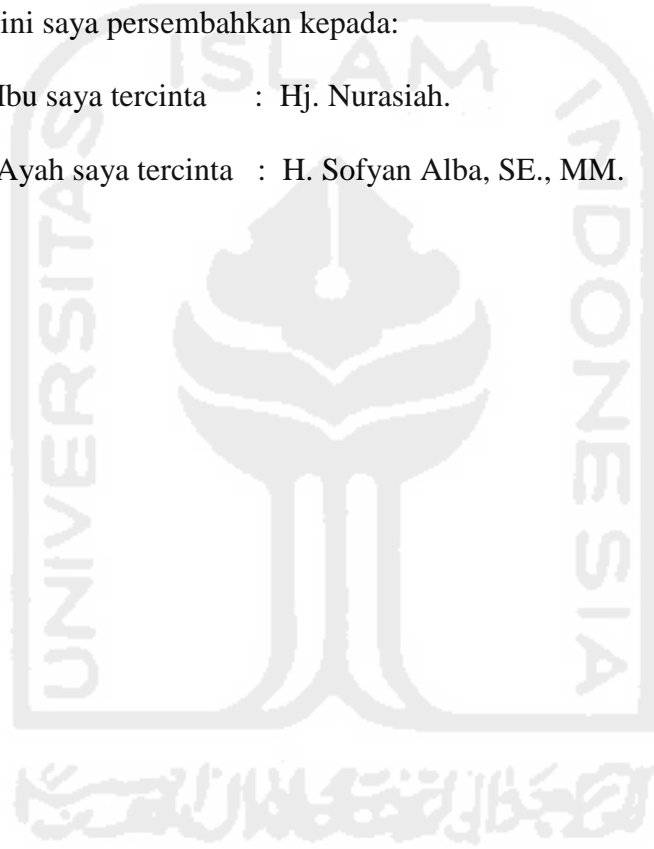 ini saya persembahkan kepada:
Ibu saya tercinta : Hj. Nurasiah.
Ayah saya tercinta : H. Sofyan Alba, SE., MM.
UNIVERSITAS
ISLAM
INDONESIA